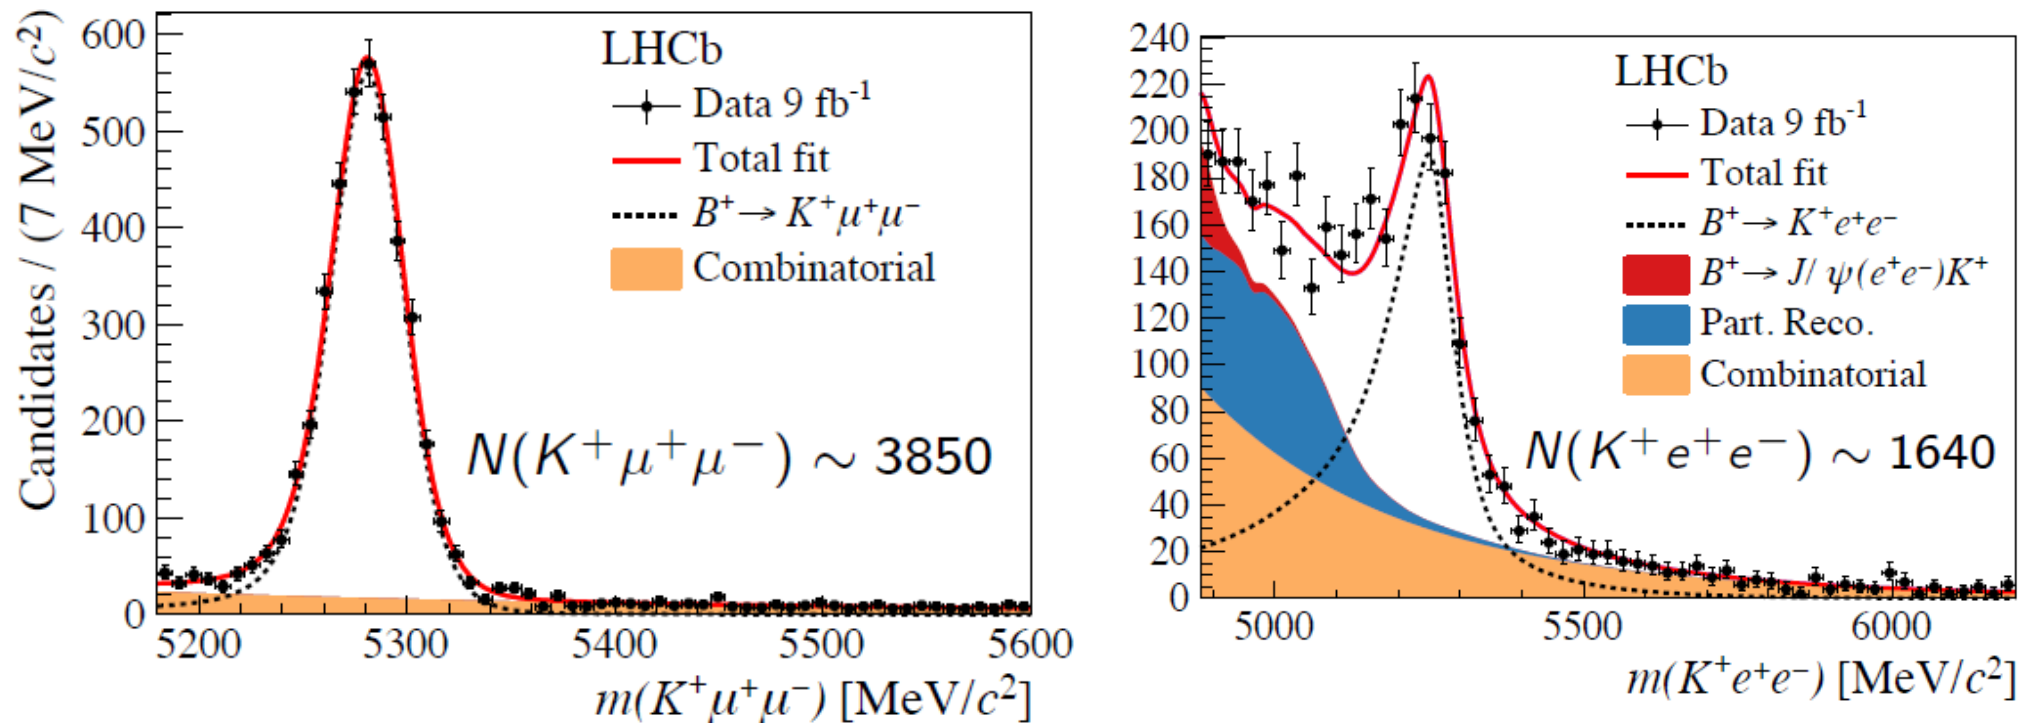 Candidates / (7 MeV/c²)
600
500
400
300
200
100
0
LHCb
Data 9 fb⁻¹
Total fit
B⁺→ K⁺μ⁺μ⁻
Combinatorial
N(K⁺μ⁺μ⁻) ∼ 3850
5200 5300 5400 5500 5600
m(K⁺μ⁺μ⁻) [MeV/c²]
240
220
200
180
160
140
120
100
80
60
40
20
0
LHCb
Data 9 fb⁻¹
Total fit
B⁺→ K⁺e⁺e⁻
B⁺→ J/ ψ(e⁺e⁻)K⁺
Part. Reco.
Combinatorial
N(K⁺e⁺e⁻) ∼ 1640
5000 5500 6000
m(K⁺e⁺e⁻) [MeV/c²]